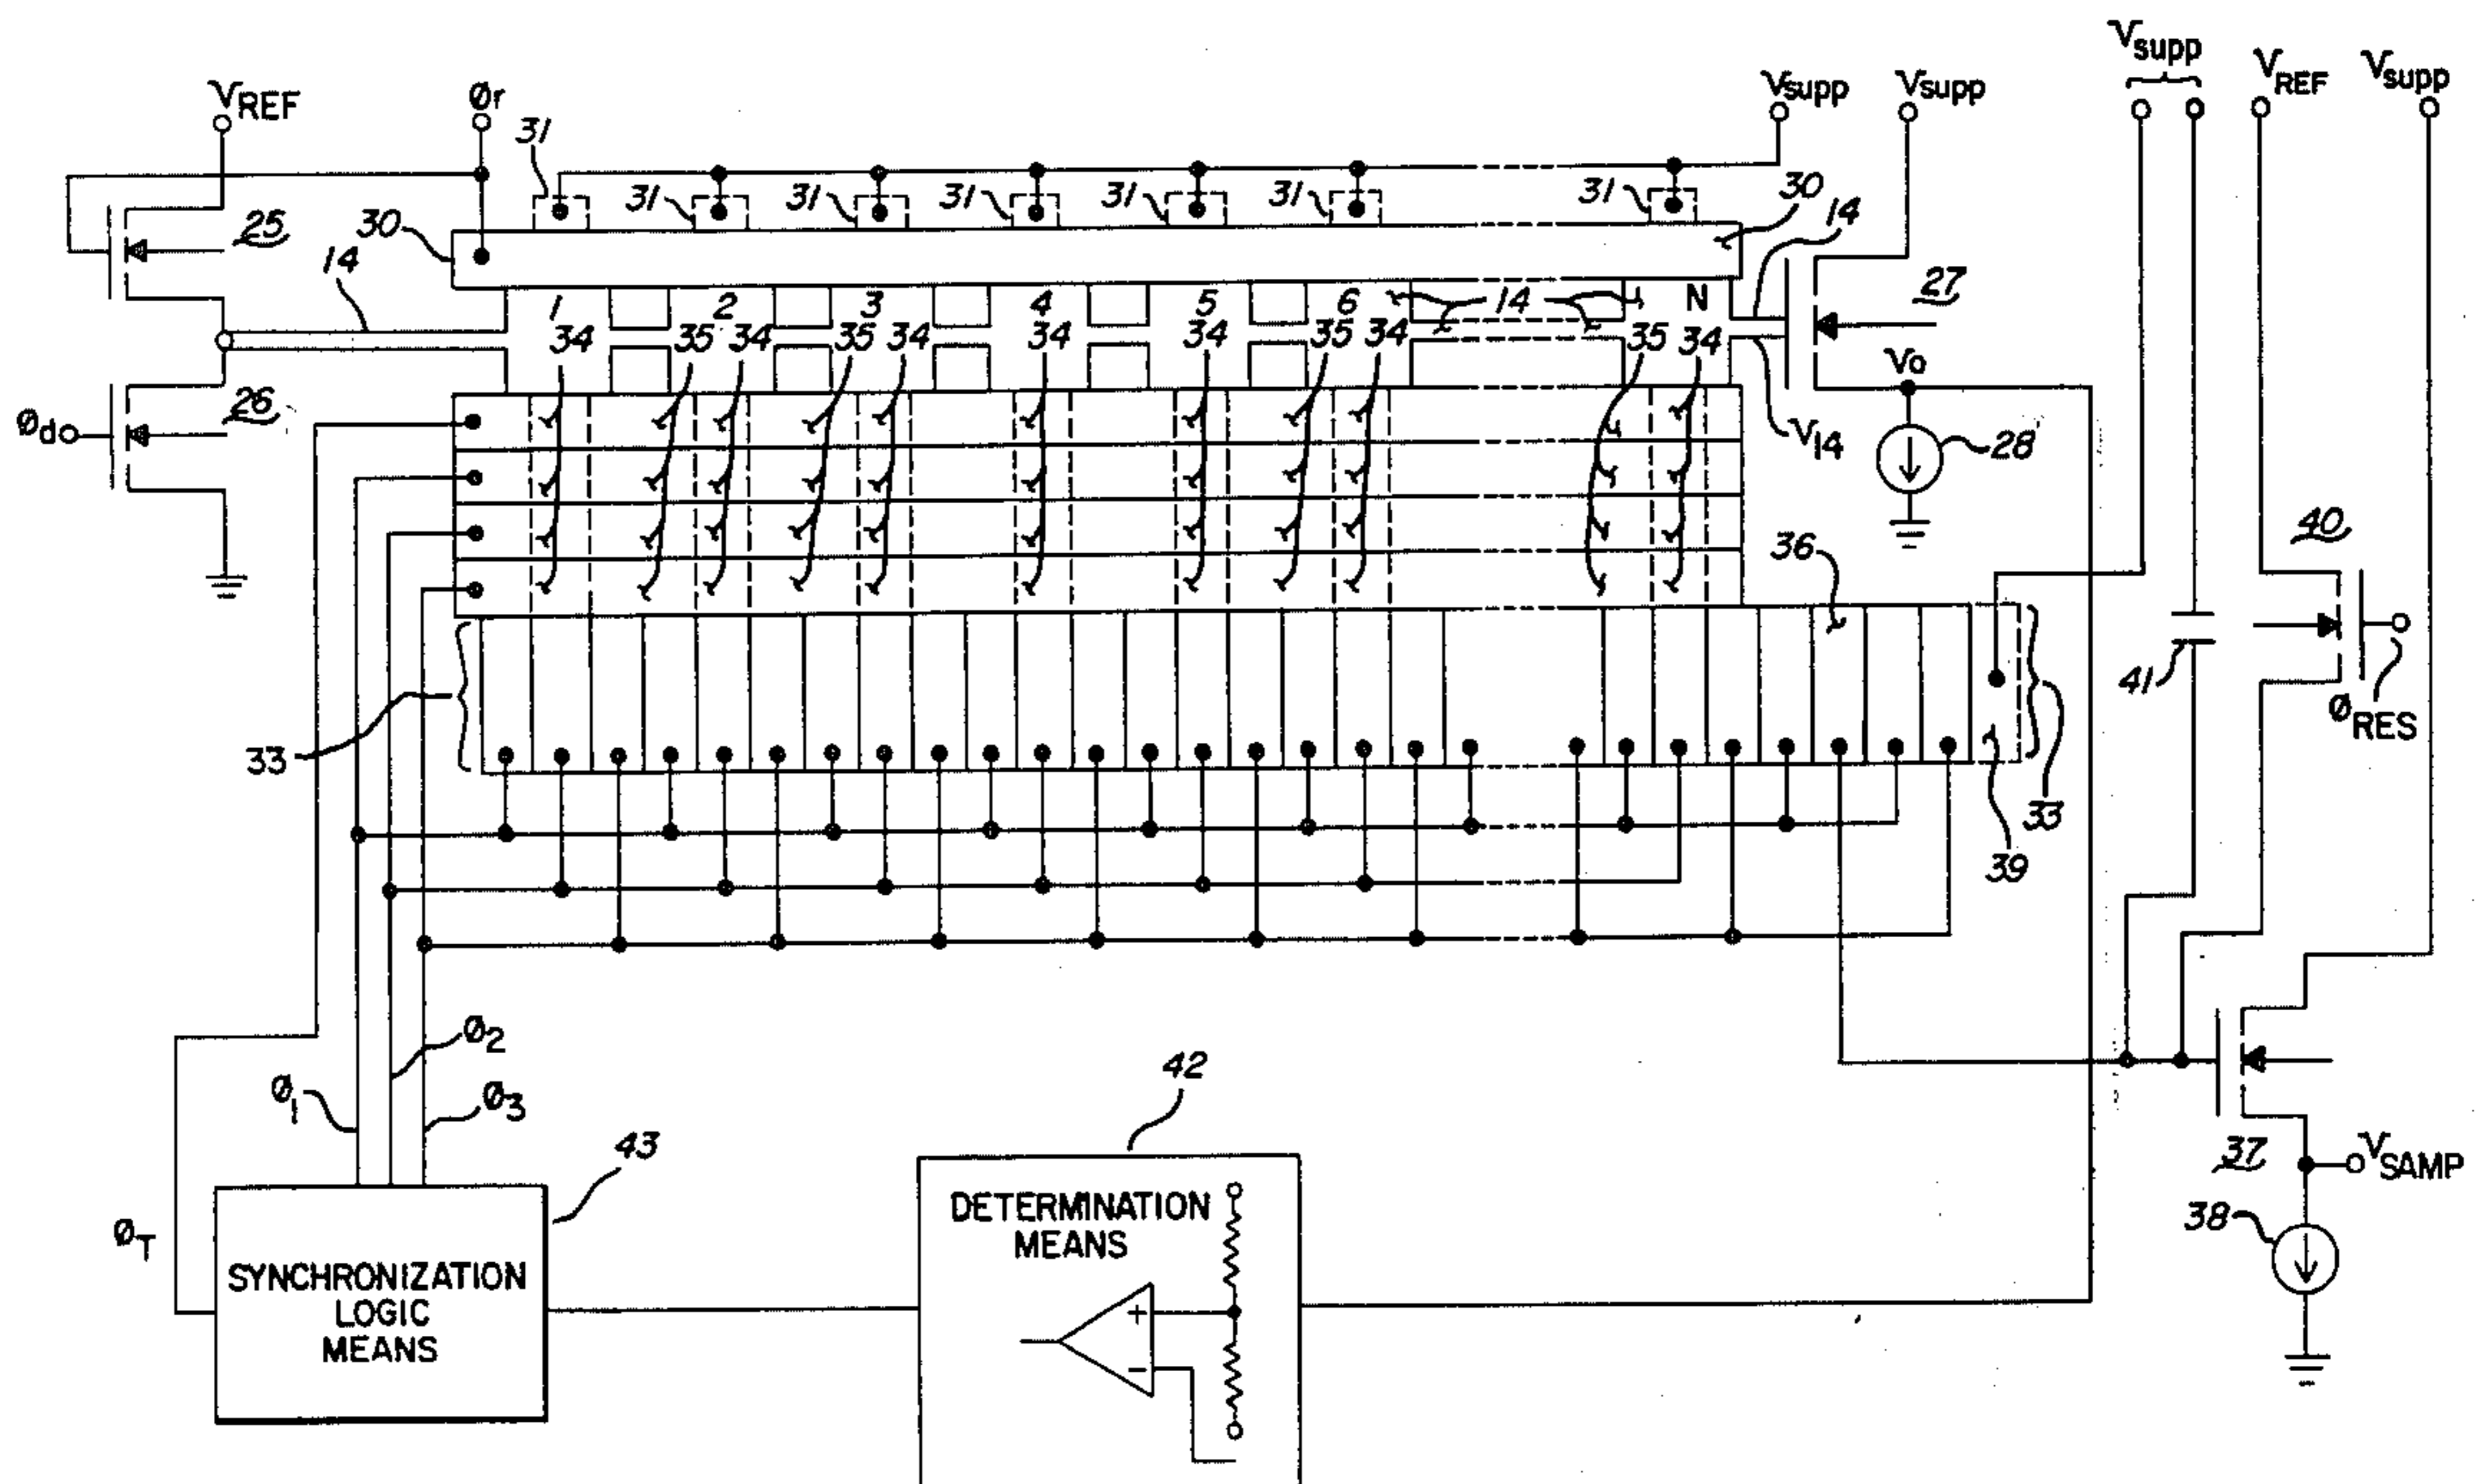 Vsupp
VREF
Vsupp
VREF
Ør
Vsupp
Vsupp
31
31 31 31 31 31 31
30
14
25
30
14
27
1 2 3 4 5 6 14 N
34 35 34 35 34 34 34 35 34 35 34
Vo
Ød
26
V14
28
40
36
41
ØRES
33
33
39
Ø2
Ø1
Ø3
42
43
37
VSAMP
38
ØT
DETERMINATION
MEANS
+
-
SYNCHRONIZATION
LOGIC
MEANS